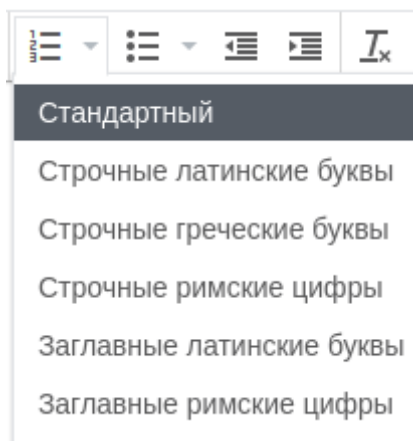 Стандартный
Строчные латинские буквы
Строчные греческие буквы
Строчные римские цифры
Заглавные латинские буквы
Заглавные римские цифры